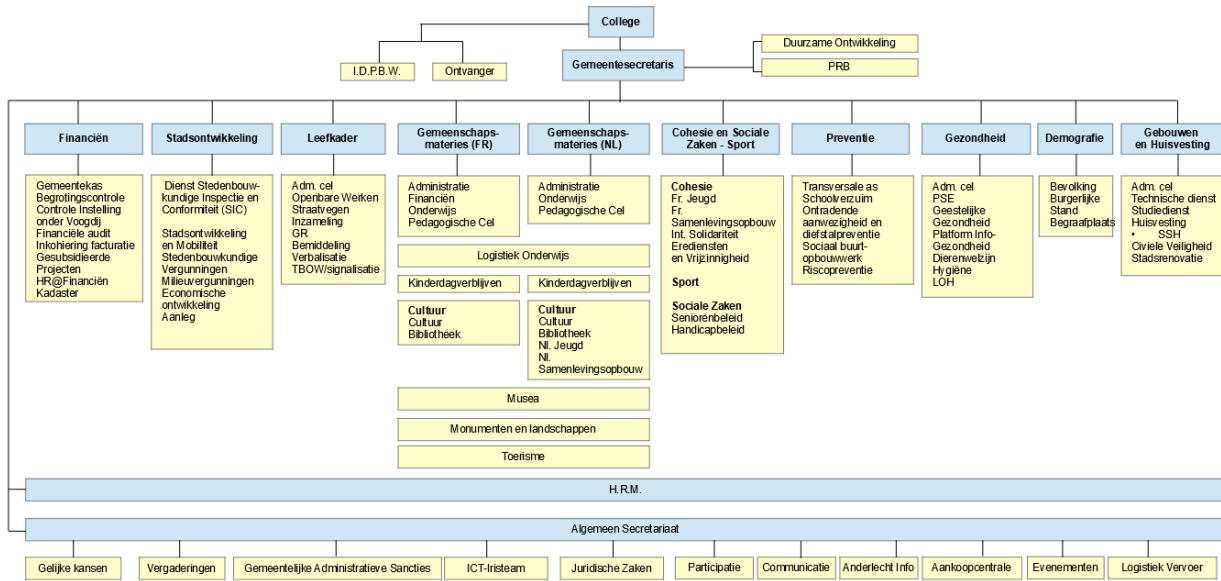 College
Gemeentesecretaris
I.D.P.B.W.
Ontvanger
Duurzame Ontwikkeling
PRB
Financiën
Gemeentekas
Begrotingscontrole
Controle Instelling
onder Voogdij
Financiële audit
Inkohiering facturatie
Gesubsidieerde
Projecten
HR@Financiën
Kadaster
Stadsontwikkeling
Dienst Stedenbouw-
kundige Inspectie en
Conformiteit (SIC)
Stadsontwikkeling
en Mobiliteit
Stedenbouwkundige
Vergunningen
Milieuvergunningen
Economische
ontwikkeling
Aanleg
Leefkader
Adm. cel
Openbare Werken
Straatvegen
Inzameling
GR
Bemiddeling
Verbalisatie
TBOW/signalisatie
Gemeenschaps-
materies (FR)
Administratie
Financiën
Onderwijs
Pedagogische Cel
Gemeenschaps-
materies (NL)
Administratie
Onderwijs
Pedagogische Cel
Logistiek Onderwijs
Kinderdagverblijven
Kinderdagverblijven
Cultuur
Cultuur
Bibliotheek
Cultuur
Cultuur
Bibliotheek
Nl. Jeugd
Nl.
Samenlevingsopbouw
Musea
Monumenten en landschappen
Toerisme
Cohesie en Sociale
Zaken - Sport
Cohesie
Fr. Jeugd
Fr.
Samenlevingsopbouw
Int. Solidariteit
Erediensten
en Vrijzinnigheid
Sport
Sociale Zaken
Seniorenbeleid
Handicapbeleid
Preventie
Transversale as
Schoolverzuim
Ontradende
aanwezigheid en
diefstalpreventie
Sociaal buurt-
opbouwwerk
Riscopreventie
Gezondheid
Adm. cel
PSE
Geestelijke
Gezondheid
Platform Info-
Gezondheid
Dierenwelzijn
Hygiëne
LOH
Demografie
Bevolking
Burgerlijke
Stand
Begraafplaats
Gebouwen
en Huisvesting
Adm. cel
Technische dienst
Studiedienst
Huisvesting
• SSH
Civiele Veiligheid
Stadsrenovatie
H.R.M.
Algemeen Secretariaat
Gelijke kansen
Vergaderingen
Gemeentelijke Administratieve Sancties
ICT-Iristeam
Juridische Zaken
Participatie
Communicatie
Anderlecht Info
Aankoopcentrale
Evenementen
Logistiek Vervoer